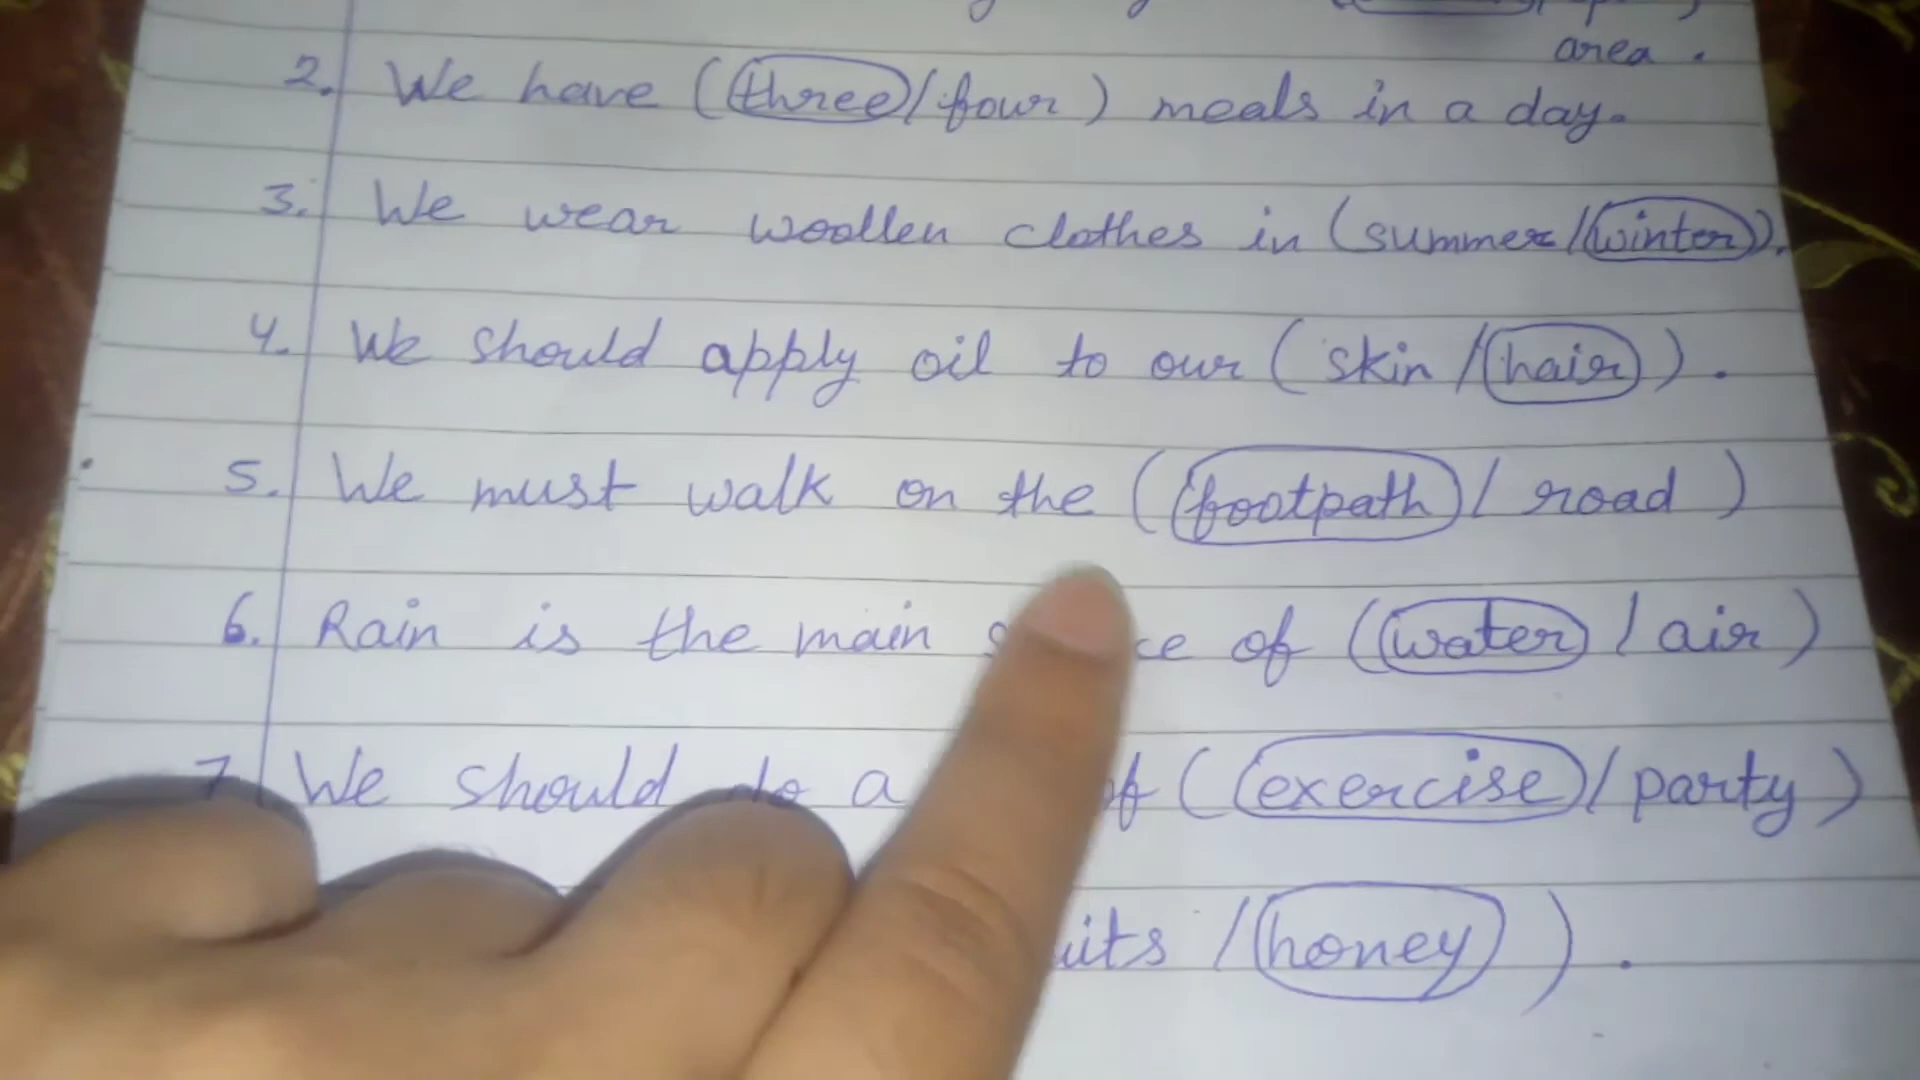 area.
2. We have (three/four) meals in a day.
3. We wear woollen clothes in (summer/winter).
4. We should apply oil to our (skin/hair).
5. We must walk on the (footpath/road)
6. Rain is the main of (water/air)
7. We should do a of (exercise/party)
/honey).